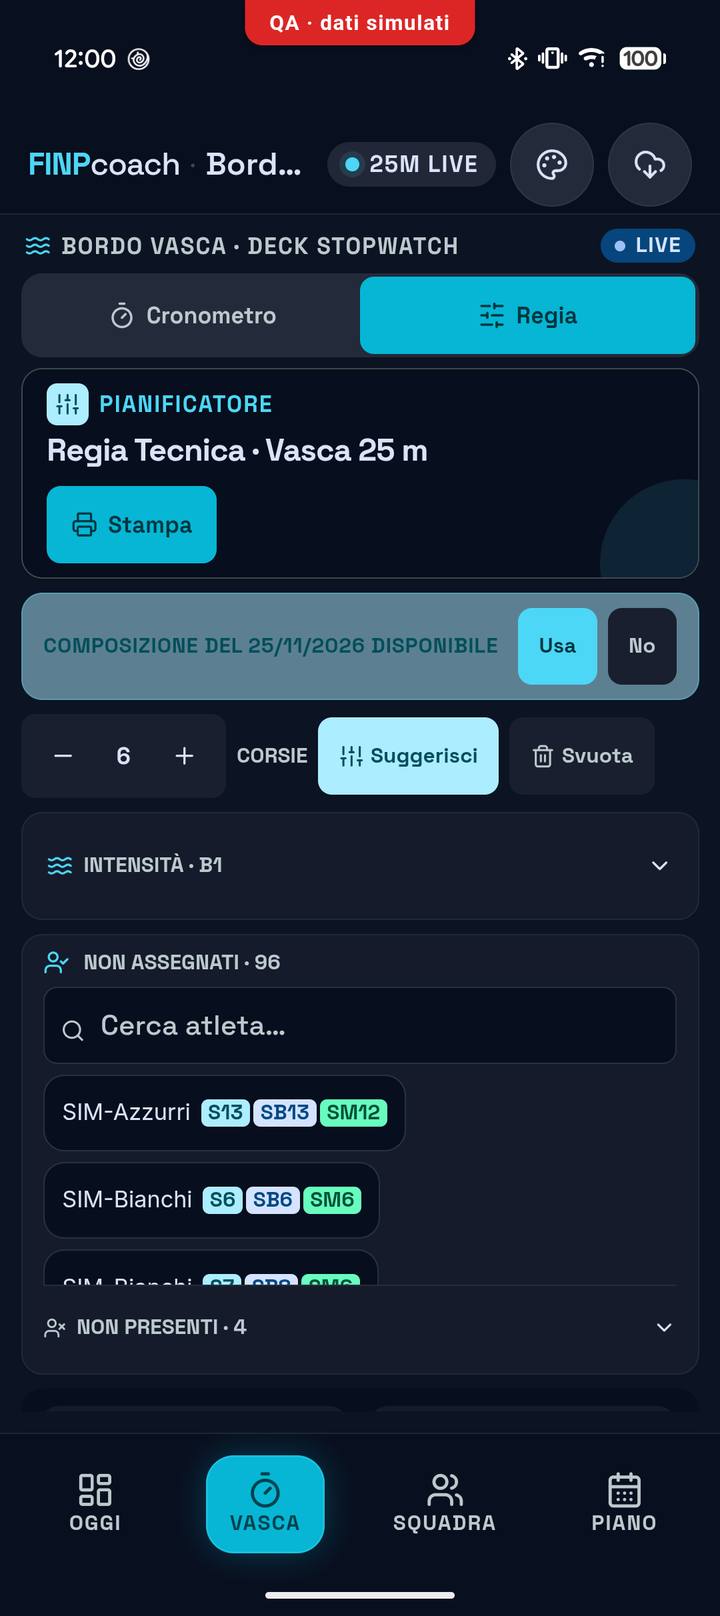 QA · dati simulati
12:00
100
FINPcoach · Bord...
25M LIVE
BORDO VASCA · DECK STOPWATCH
LIVE
Cronometro
Regia
PIANIFICATORE
Regia Tecnica · Vasca 25 m
Stampa
COMPOSIZIONE DEL 25/11/2026 DISPONIBILE
Usa
No
− 6 +
CORSIE
Suggerisci
Svuota
INTENSITÀ · B1
NON ASSEGNATI · 96
Cerca atleta...
SIM-Azzurri S13 SB13 SM12
SIM-Bianchi S6 SB6 SM6
SIM-Bianchi
NON PRESENTI · 4
OGGI
VASCA
SQUADRA
PIANO